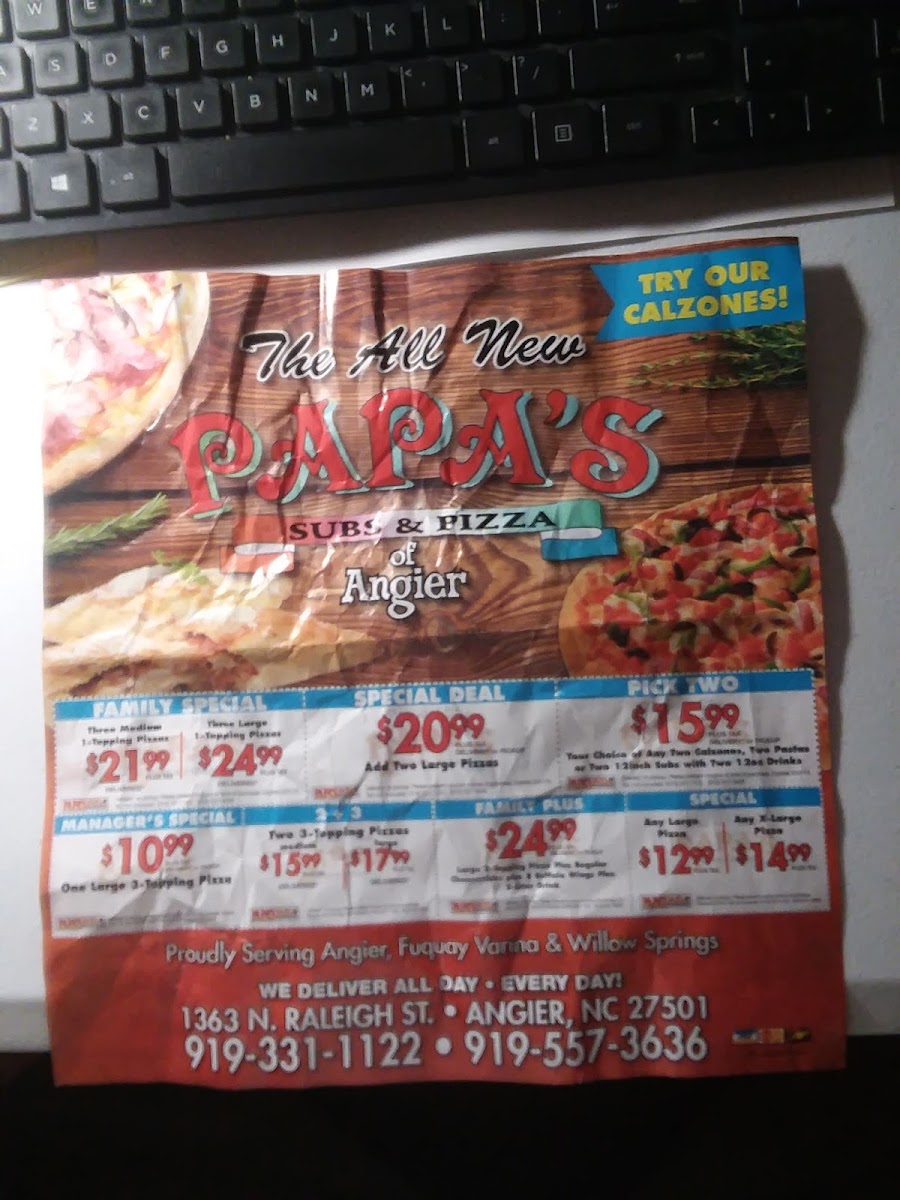 W E
G H J K L
A S D F
Z X C V B N M < , > . ? /
alt ctrl
alt
TRY OUR
CALZONES!
The All New
PAPA'S
SUBS & PIZZA
of
Angier
FAMILY SPECIAL
Three Medium
1-Topping Pizzas
$21.99
Three Large
1-Topping Pizzas
$24.99
SPECIAL DEAL
$20.99
Add Two Large Pizzas
PICK TWO
$15.99
Your Choice of Any Two Calzones, Two Pastas
or Two 12inch Subs with Two 12oz Drinks
MANAGER'S SPECIAL
$10.99
One Large 3-Topping Pizza
Two 3-Topping Pizzas
medium
$15.99
large
$17.99
FAMILY PLUS
$24.99
SPECIAL
Any Large
Pizza
$12.99
Any X-Large
Pizza
$14.99
Proudly Serving Angier, Fuquay Varina & Willow Springs
WE DELIVER ALL DAY • EVERY DAY!
1363 N. RALEIGH ST. • ANGIER, NC 27501
919-331-1122 • 919-557-3636